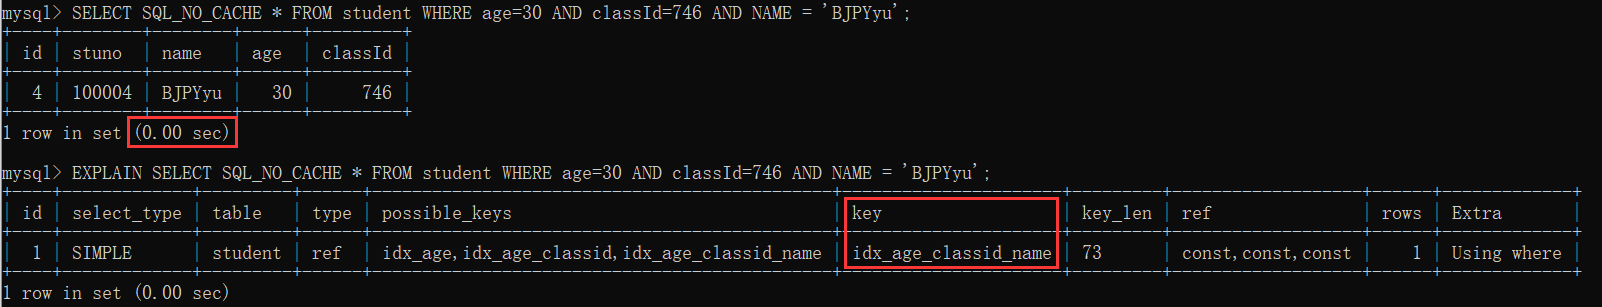 mysql> SELECT SQL_NO_CACHE * FROM student WHERE age=30 AND classId=746 AND NAME = 'BJPYyu';
+----+--------+--------+------+---------+
| id | stuno | name | age | classId |
+----+--------+--------+------+---------+
| 4 | 100004 | BJPYyu | 30 | 746 |
+----+--------+--------+------+---------+
1 row in set (0.00 sec)
mysql> EXPLAIN SELECT SQL_NO_CACHE * FROM student WHERE age=30 AND classId=746 AND NAME = 'BJPYyu';
+----+-------------+---------+------+----------------------------------------------+----------------------+---------+-------------------+------+-------------+
| id | select_type | table | type | possible_keys | key | key_len | ref | rows | Extra |
+----+-------------+---------+------+----------------------------------------------+----------------------+---------+-------------------+------+-------------+
| 1 | SIMPLE | student | ref | idx_age,idx_age_classid,idx_age_classid_name | idx_age_classid_name | 73 | const,const,const | 1 | Using where |
+----+-------------+---------+------+----------------------------------------------+----------------------+---------+-------------------+------+-------------+
1 row in set (0.00 sec)